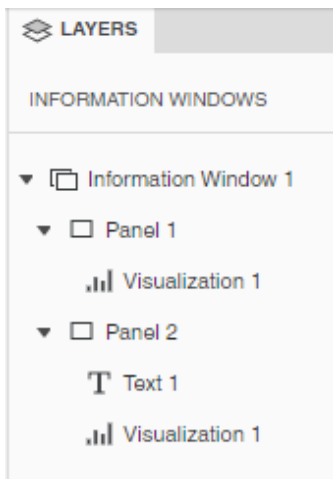 LAYERS
INFORMATION WINDOWS
Information Window 1
Panel 1
Visualization 1
Panel 2
T Text 1
Visualization 1